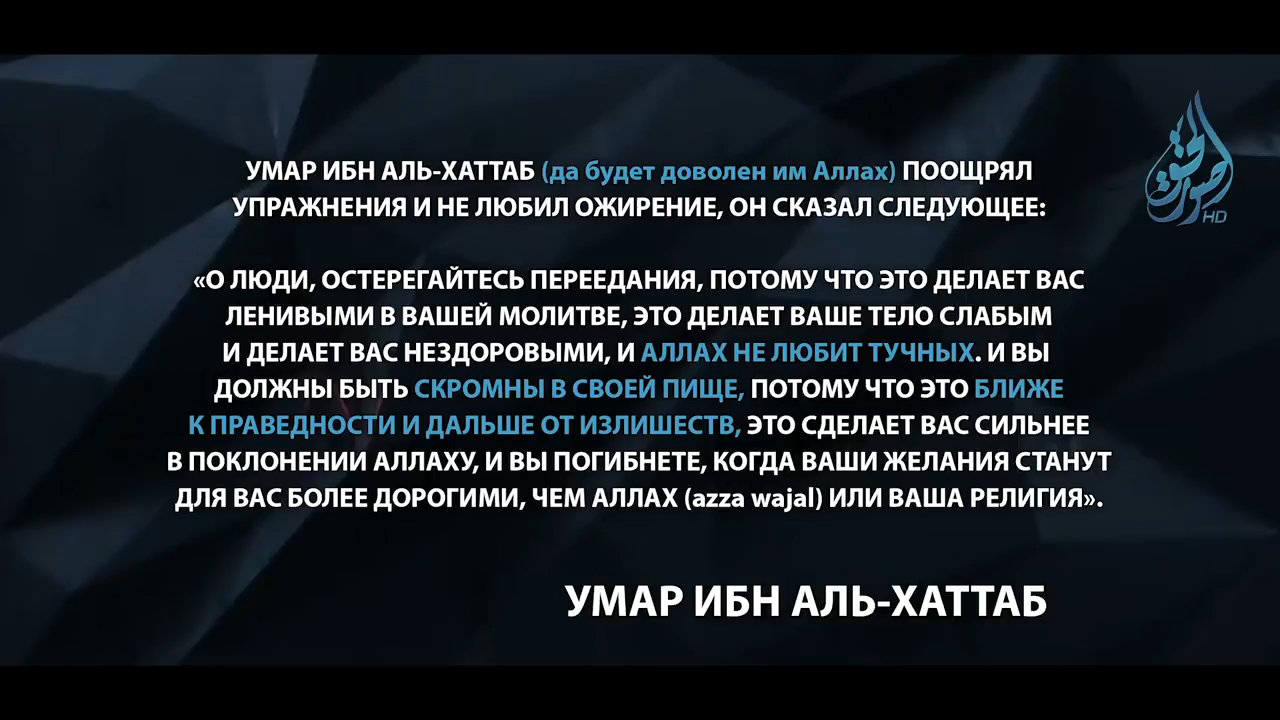 УМАР ИБН АЛЬ-ХАТТАБ (да будет доволен им Аллах) ПООЩРЯЛ
УПРАЖНЕНИЯ И НЕ ЛЮБИЛ ОЖИРЕНИЕ, ОН СКАЗАЛ СЛЕДУЮЩЕЕ:
«О ЛЮДИ, ОСТЕРЕГАЙТЕСЬ ПЕРЕЕДАНИЯ, ПОТОМУ ЧТО ЭТО ДЕЛАЕТ ВАС
ЛЕНИВЫМИ В ВАШЕЙ МОЛИТВЕ, ЭТО ДЕЛАЕТ ВАШЕ ТЕЛО СЛАБЫМ
И ДЕЛАЕТ ВАС НЕЗДОРОВЫМИ, И АЛЛАХ НЕ ЛЮБИТ ТУЧНЫХ. И ВЫ
ДОЛЖНЫ БЫТЬ СКРОМНЫ В СВОЕЙ ПИЩЕ, ПОТОМУ ЧТО ЭТО БЛИЖЕ
К ПРАВЕДНОСТИ И ДАЛЬШЕ ОТ ИЗЛИШЕСТВ, ЭТО СДЕЛАЕТ ВАС СИЛЬНЕЕ
В ПОКЛОНЕНИИ АЛЛАХУ, И ВЫ ПОГИБНЕТЕ, КОГДА ВАШИ ЖЕЛАНИЯ СТАНУТ
ДЛЯ ВАС БОЛЕЕ ДОРОГИМИ, ЧЕМ АЛЛАХ (azza wajal) ИЛИ ВАША РЕЛИГИЯ».
УМАР ИБН АЛЬ-ХАТТАБ
HD